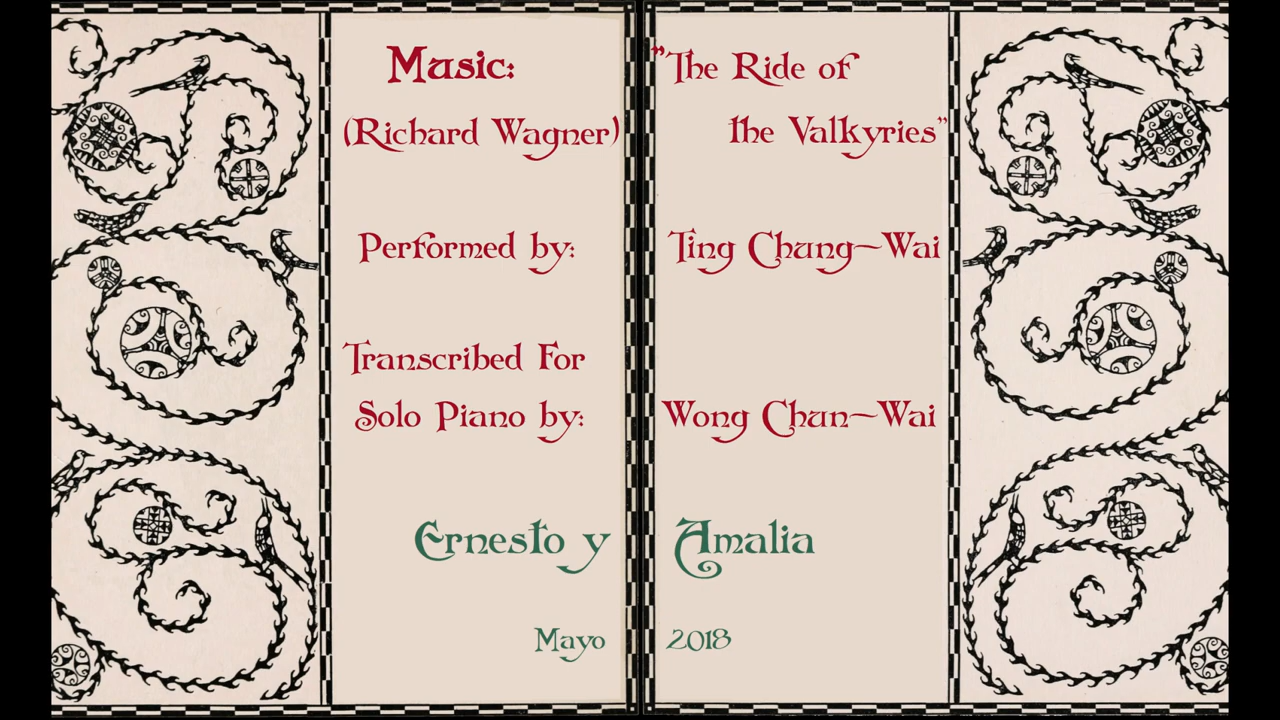 Music: "The Ride of
(Richard Wagner) the Valkyries"
Performed by: Ting Chung-Wai
Transcribed For
Solo Piano by: Wong Chun-Wai
Ernesto y Amalia
Mayo 2018